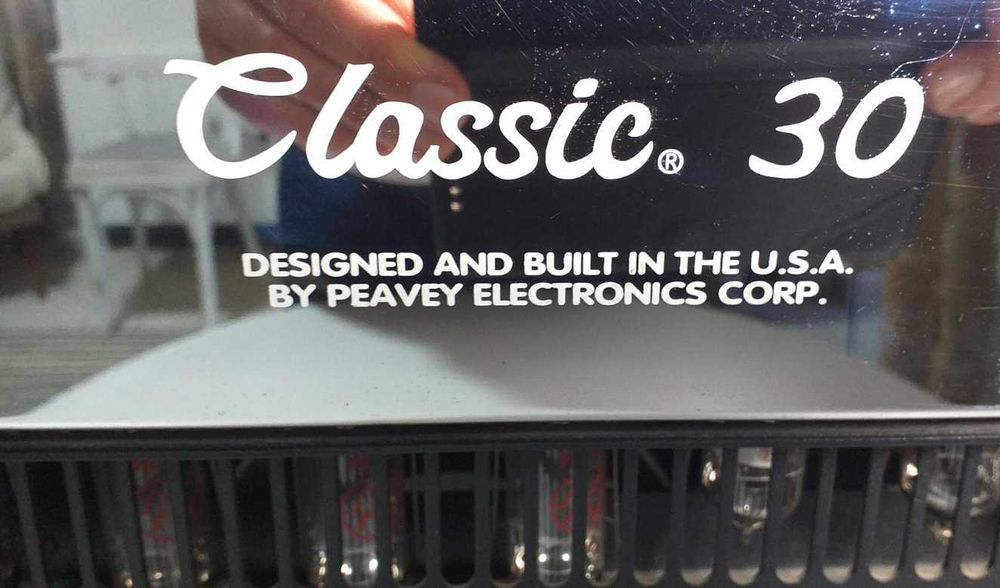 Classic® 30
DESIGNED AND BUILT IN THE U.S.A.
BY PEAVEY ELECTRONICS CORP.